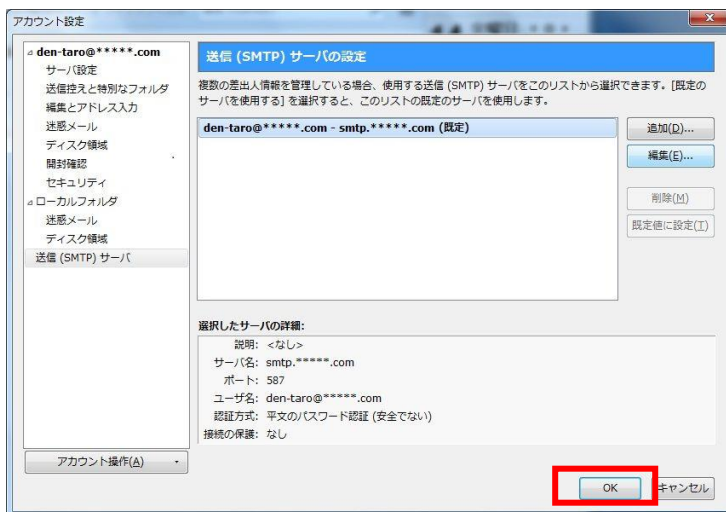 アカウント設定
den-taro@*****.com
サーバ設定
送信控えと特別なフォルダ
編集とアドレス入力
迷惑メール
ディスク領域
開封確認
セキュリティ
ローカルフォルダ
迷惑メール
ディスク領域
送信 (SMTP) サーバ
アカウント操作(A)
送信 (SMTP) サーバの設定
複数の差出人情報を管理している場合、使用する送信 (SMTP) サーバをこのリストから選択できます。[既定の
サーバを使用する] を選択すると、このリストの既定のサーバを使用します。
den-taro@*****.com - smtp.*****.com (既定)
追加(D)...
編集(E)...
削除(M)
既定値に設定(T)
選択したサーバの詳細:
説明: <なし>
サーバ名: smtp.*****.com
ポート: 587
ユーザ名: den-taro@*****.com
認証方式: 平文のパスワード認証 (安全でない)
接続の保護: なし
OK
キャンセル